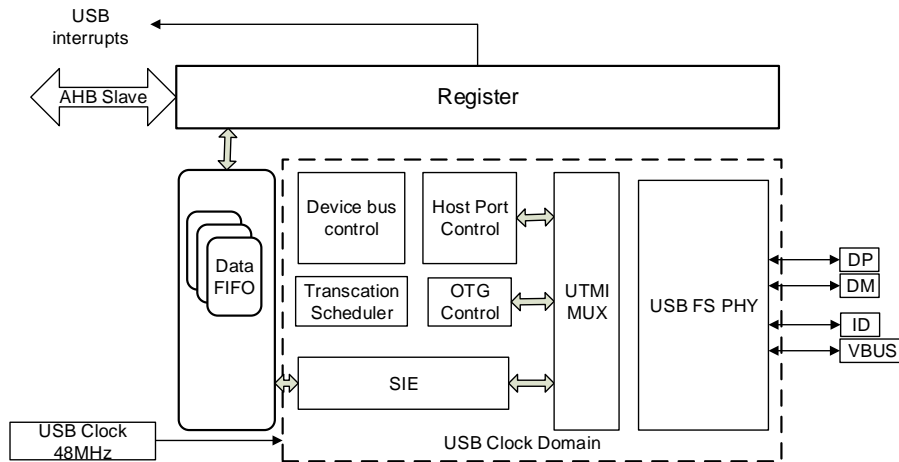 USB
interrupts
AHB Slave
Register
Data
FIFO
Device bus
control
Host Port
Control
Transcation
Scheduler
OTG
Control
UTMI
MUX
USB FS PHY
DP
DM
ID
VBUS
SIE
USB Clock
48MHz
USB Clock Domain